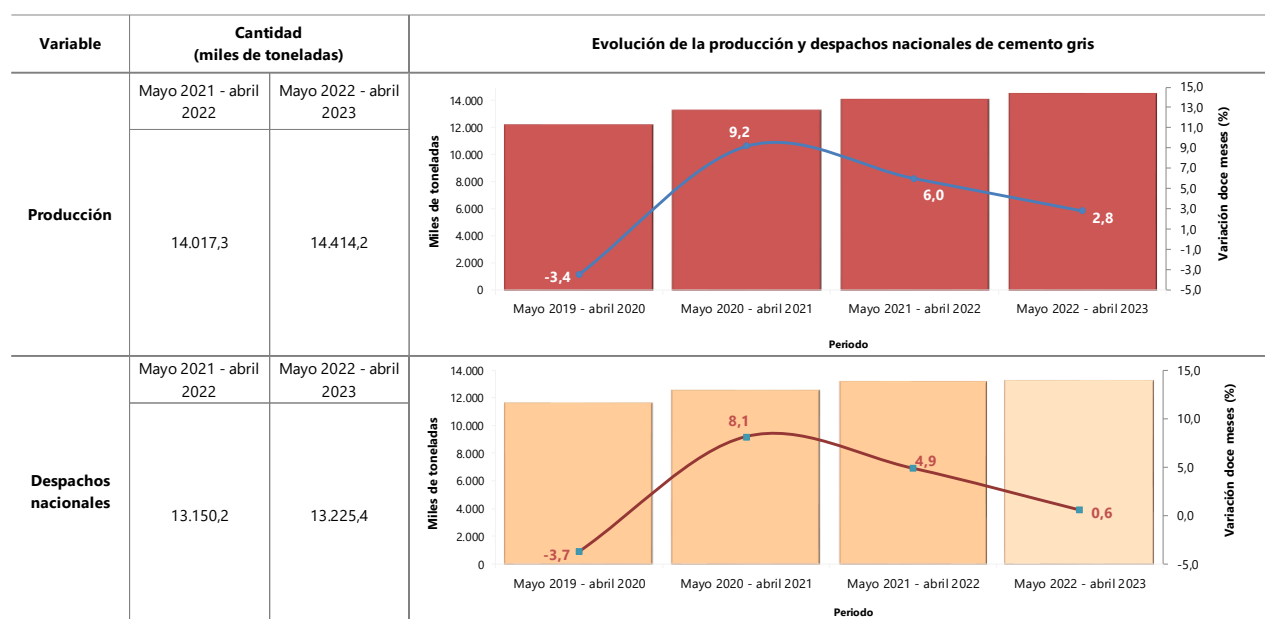 Variable
Cantidad
(miles de toneladas)
Evolución de la producción y despachos nacionales de cemento gris
Producción
Mayo 2021 - abril
2022
Mayo 2022 - abril
2023
14.017,3
14.414,2
Miles de toneladas
14.000
12.000
10.000
8.000
6.000
4.000
2.000
0
-3,4
9,2
6,0
2,8
15,0
13,0
11,0
9,0
7,0
5,0
3,0
1,0
-1,0
-3,0
-5,0
Variación doce meses (%)
Mayo 2019 - abril 2020
Mayo 2020 - abril 2021
Mayo 2021 - abril 2022
Mayo 2022 - abril 2023
Periodo
Despachos
nacionales
Mayo 2021 - abril
2022
Mayo 2022 - abril
2023
13.150,2
13.225,4
Miles de toneladas
14.000
12.000
10.000
8.000
6.000
4.000
2.000
0
-3,7
8,1
4,9
0,6
15,0
10,0
5,0
0,0
-5,0
Variación doce meses (%)
Mayo 2019 - abril 2020
Mayo 2020 - abril 2021
Mayo 2021 - abril 2022
Mayo 2022 - abril 2023
Periodo